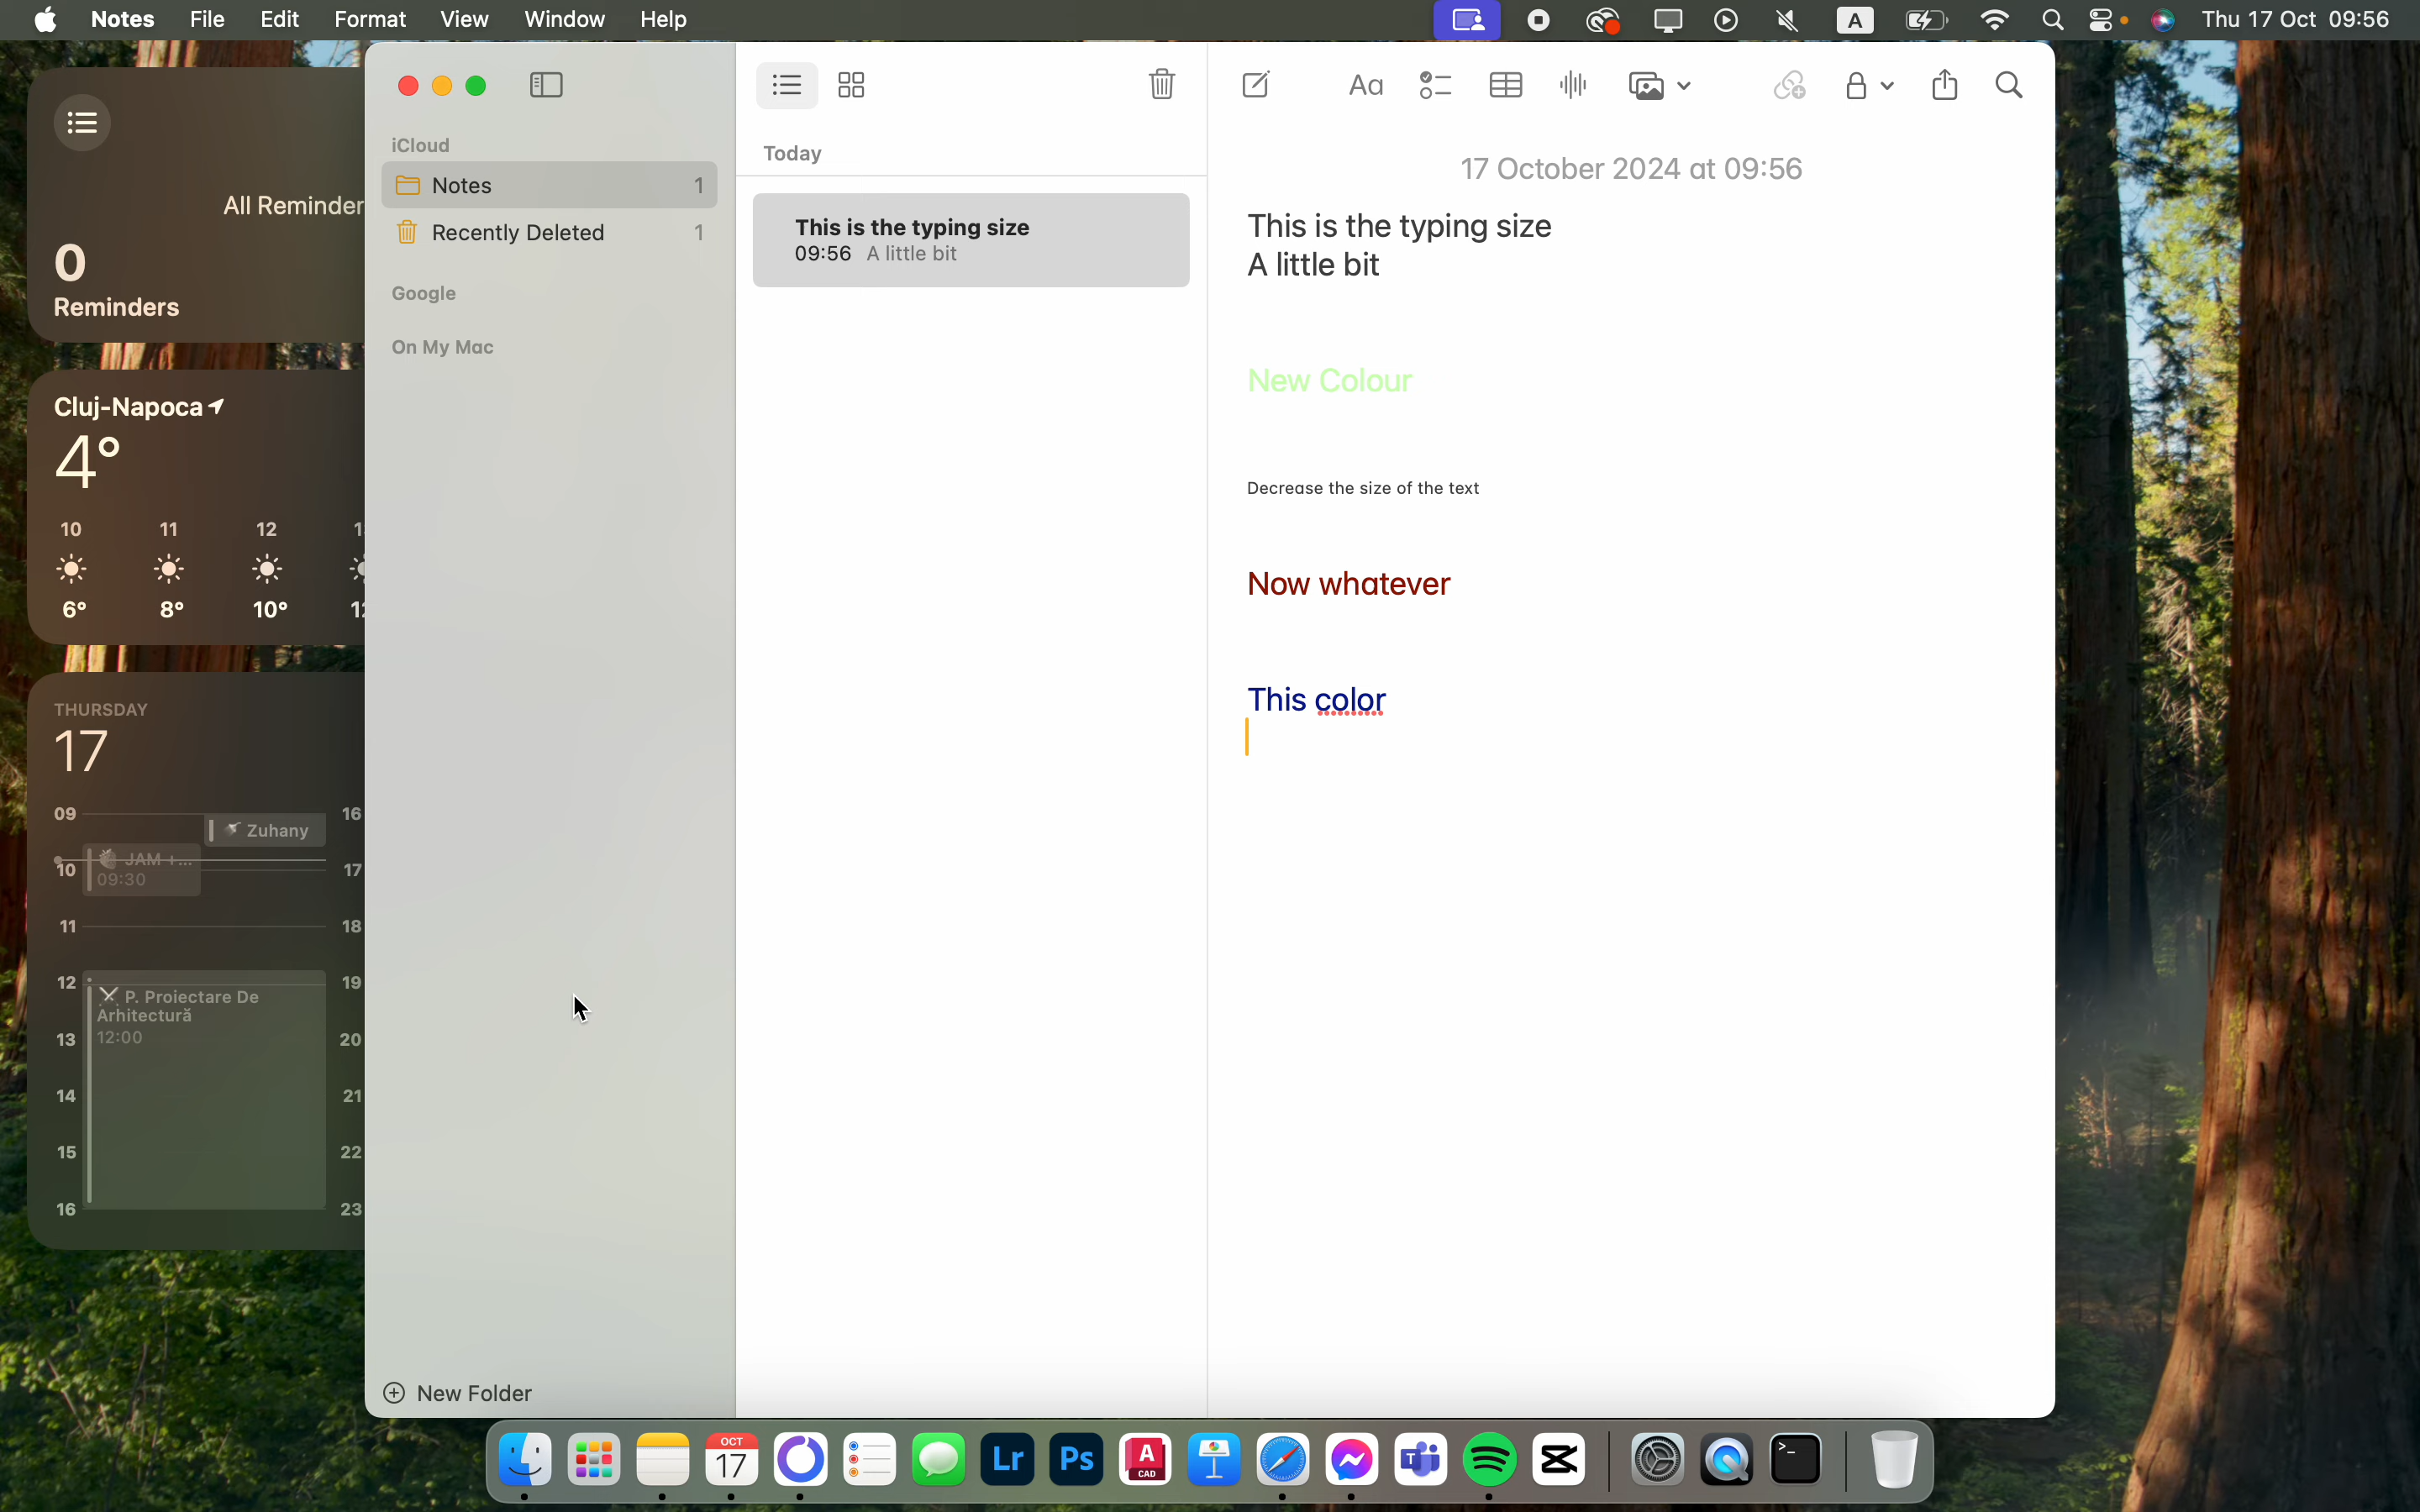 Notes File Edit Format View Window Help
A
Thu 17 Oct 09:56
All Reminder
0
Reminders
Cluj-Napoca
4°
10 11 12
6° 8° 10°
THURSDAY
17
09 16
Zuhany
JAM +...
10 17
09:30
11 18
12 19
P. Proiectare De
Arhitectură
12:00
13 20
14 21
15 22
16 23
iCloud
Notes 1
Recently Deleted 1
Google
On My Mac
New Folder
Today
This is the typing size
09:56 A little bit
Aa
17 October 2024 at 09:56
This is the typing size
A little bit
New Colour
Decrease the size of the text
Now whatever
This color
OCT
17
Lr
Ps
A
CAD
T
>_